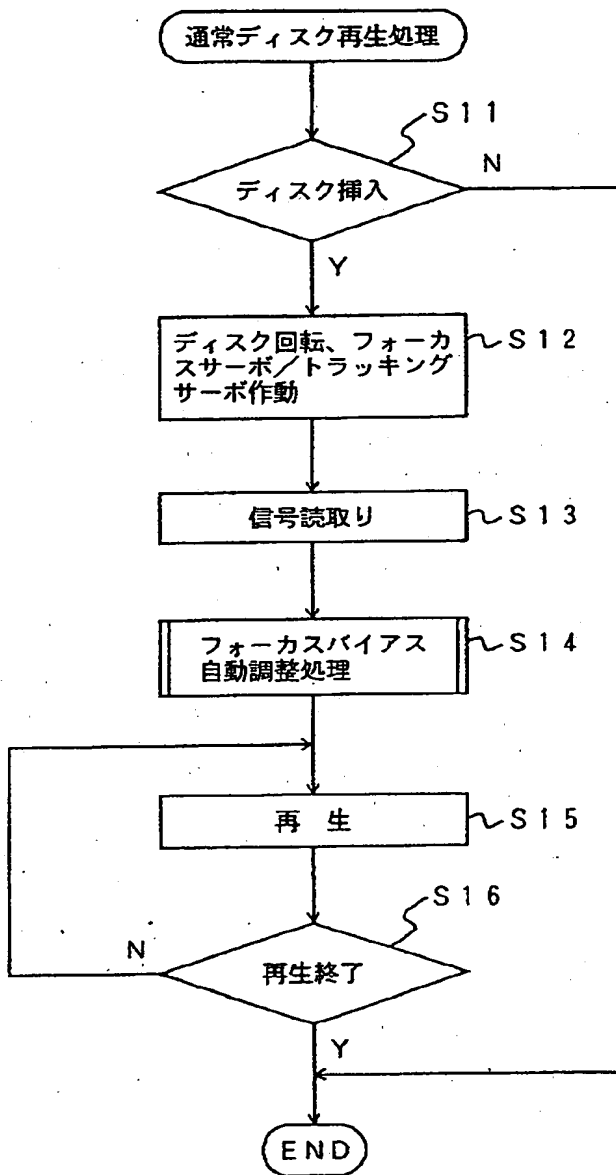 通常ディスク再生処理
S11
ディスク挿入
N
Y
ディスク回転、フォーカ
スサーボ／トラッキング
サーボ作動
S12
信号読取り
S13
フォーカスバイアス
自動調整処理
S14
再 生
S15
S16
再生終了
N
Y
END